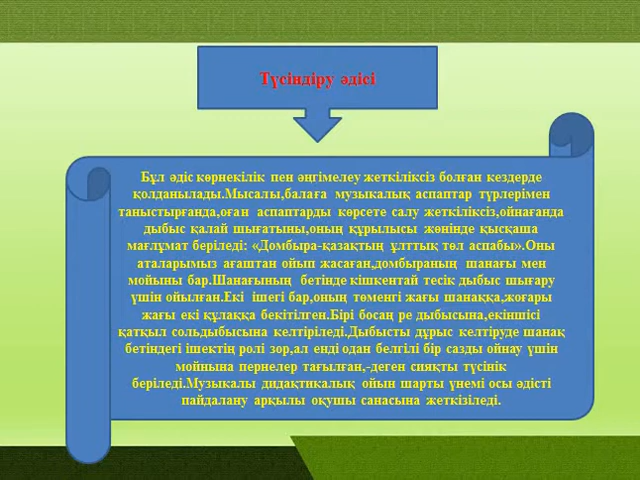 Түсіндіру әдісі
Бұл әдіс көрнекілік пен әңгімелеу жеткіліксіз болған кездерде
қолданылады.Мысалы,балаға музыкалық аспаптар түрлерімен
таныстырғанда,оған аспаптарды көрсете салу жеткіліксіз,ойнағанда
дыбыс қалай шығатыны,оның құрылысы жөнінде қысқаша
мағлұмат беріледі: «Домбыра-қазақтың ұлттық төл аспабы».Оны
аталарымыз ағаштан ойып жасаған,домбыраның шанағы мен
мойыны бар.Шанағының бетінде кішкентай тесік дыбыс шығару
үшін ойылған.Екі ішегі бар,оның төменгі жағы шанаққа,жоғары
жағы екі құлаққа бекітілген.Бірі босаң ре дыбысына,екіншісі
қатқыл сольдыбысына келтіріледі.Дыбысты дұрыс келтіруде шанақ
бетіндегі ішектің ролі зор,ал енді одан белгілі бір сазды ойнау үшін
мойнына пернелер тағылған,-деген сияқты түсінік
беріледі.Музыкалы дидақтикалық ойын шарты үнемі осы әдісті
пайдалану арқылы оқушы санасына жеткізіледі.